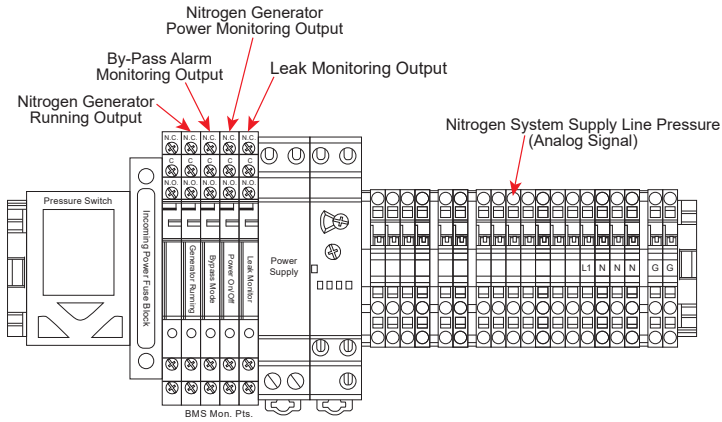 Nitrogen Generator
Power Monitoring Output
By-Pass Alarm
Monitoring Output
Leak Monitoring Output
Nitrogen Generator
Running Output
Nitrogen System Supply Line Pressure
(Analog Signal)
N.C. N.C. N.C. N.C. N.C.
C C C C C
N.O. N.O. N.O. N.O. N.O.
Pressure Switch
Incoming Power Fuse Block
Generator Running
Bypass Mode
Power On/Off
Leak Monitor
Power
Supply
L1 N N N G G
BMS Mon. Pts.